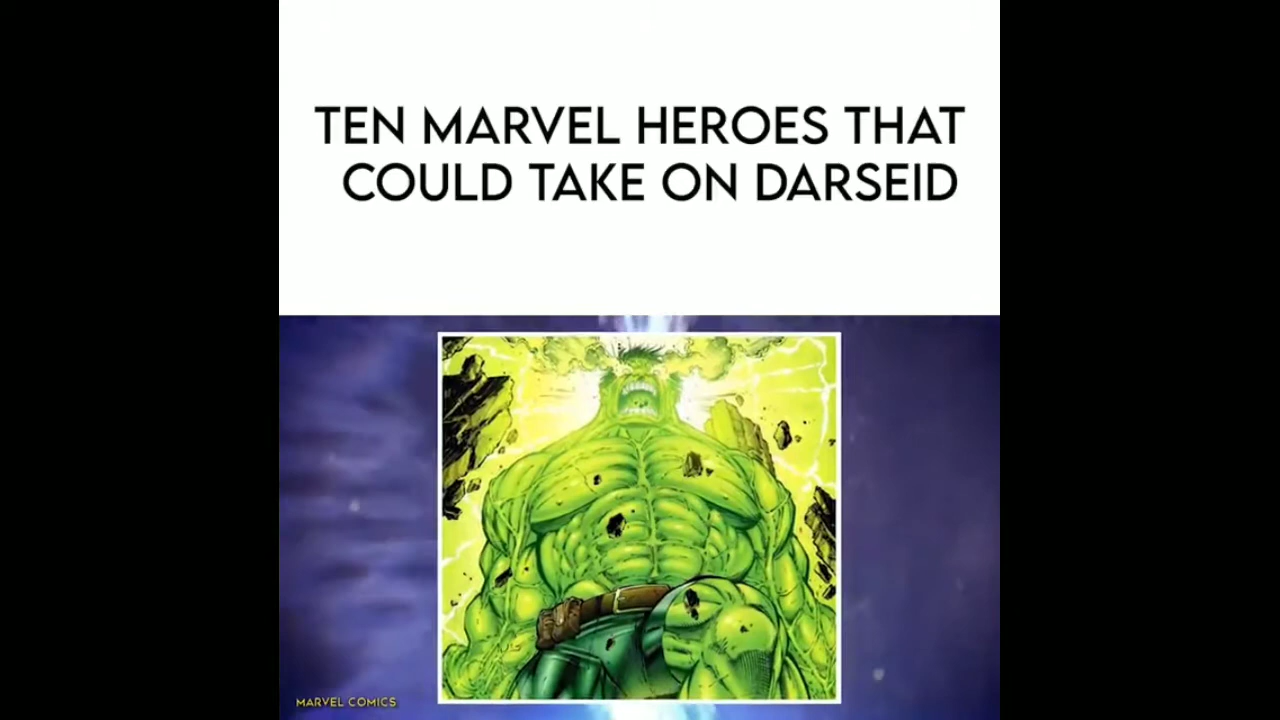 TEN MARVEL HEROES THAT
COULD TAKE ON DARSEID
MARVEL COMICS